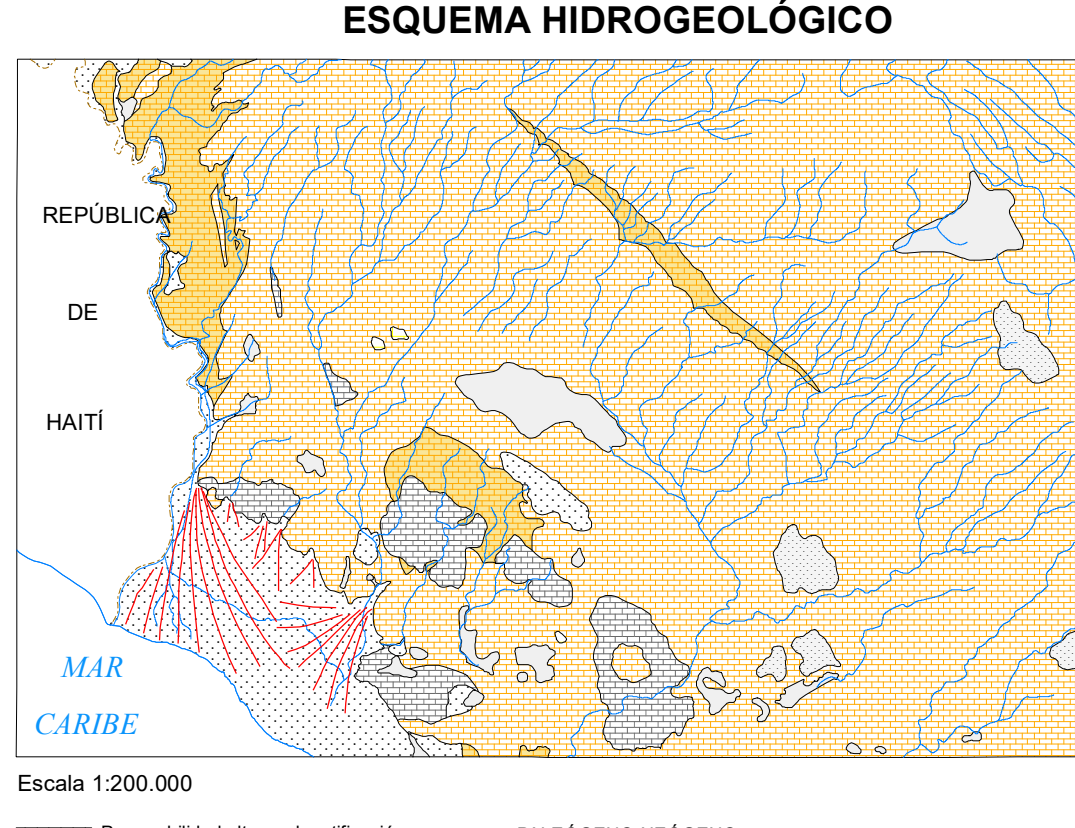 ESQUEMA HIDROGEOLÓGICO
REPÚBLICA
DE
HAITÍ
MAR
CARIBE
Escala 1:200.000